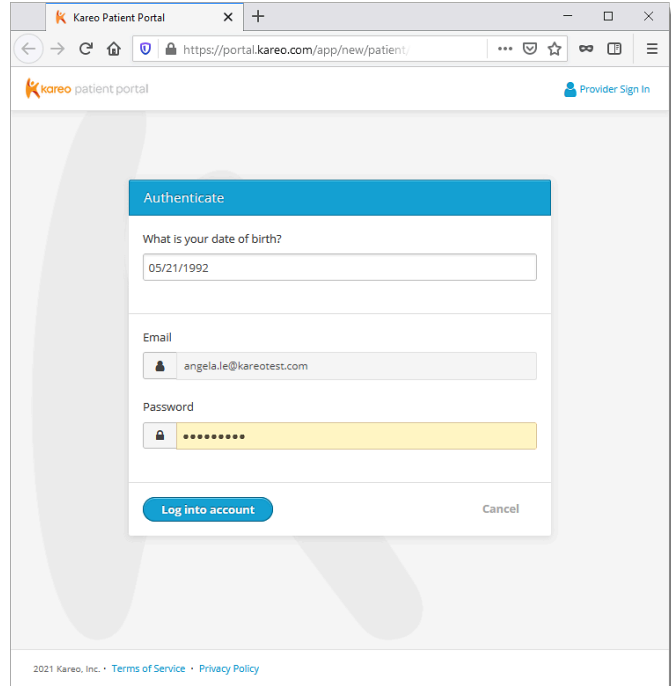 Kareo Patient Portal
https://portal.kareo.com/app/new/patient/
kareo patient portal
Provider Sign In
Authenticate
What is your date of birth?
05/21/1992
Email
angela.le@kareotest.com
Password
•••••••••
Log into account
Cancel
2021 Kareo, Inc. • Terms of Service • Privacy Policy